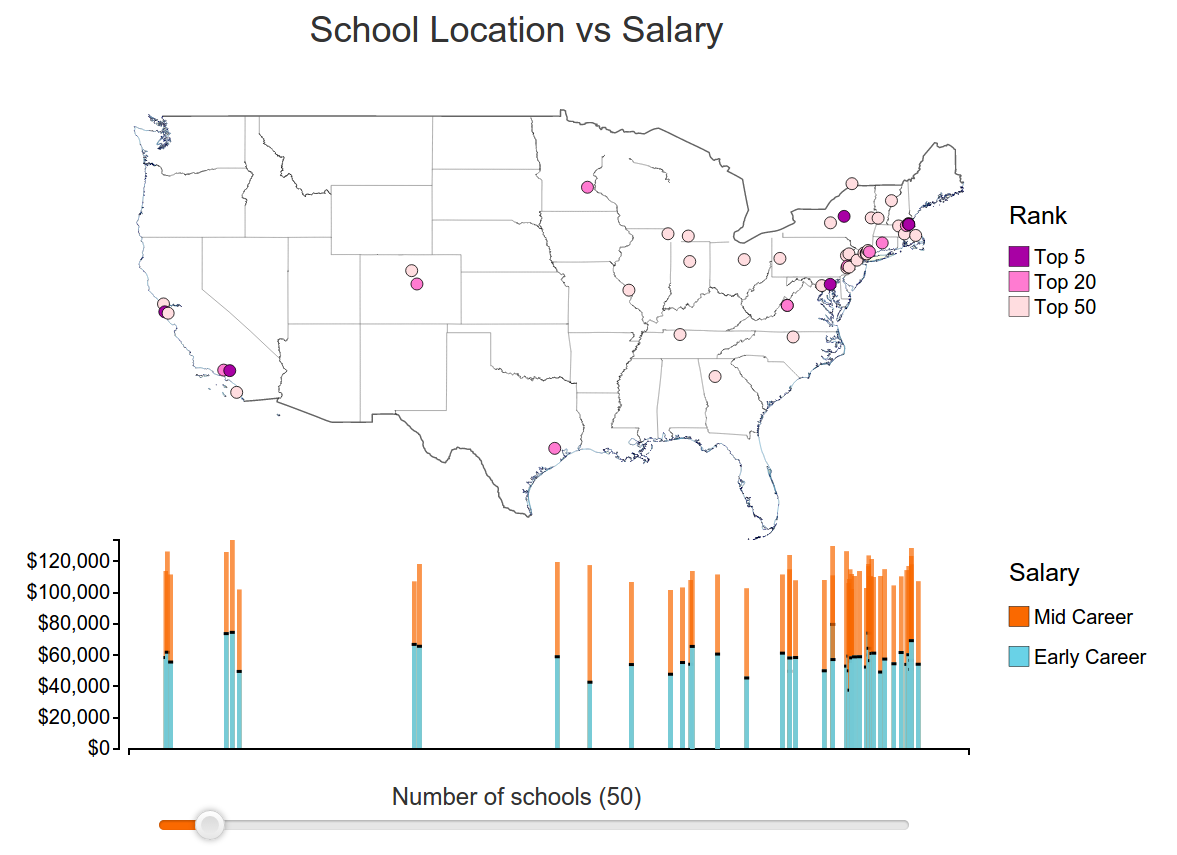 School Location vs Salary
Rank
Top 5
Top 20
Top 50
$120,000
$100,000
$80,000
$60,000
$40,000
$20,000
$0
Salary
Mid Career
Early Career
Number of schools (50)